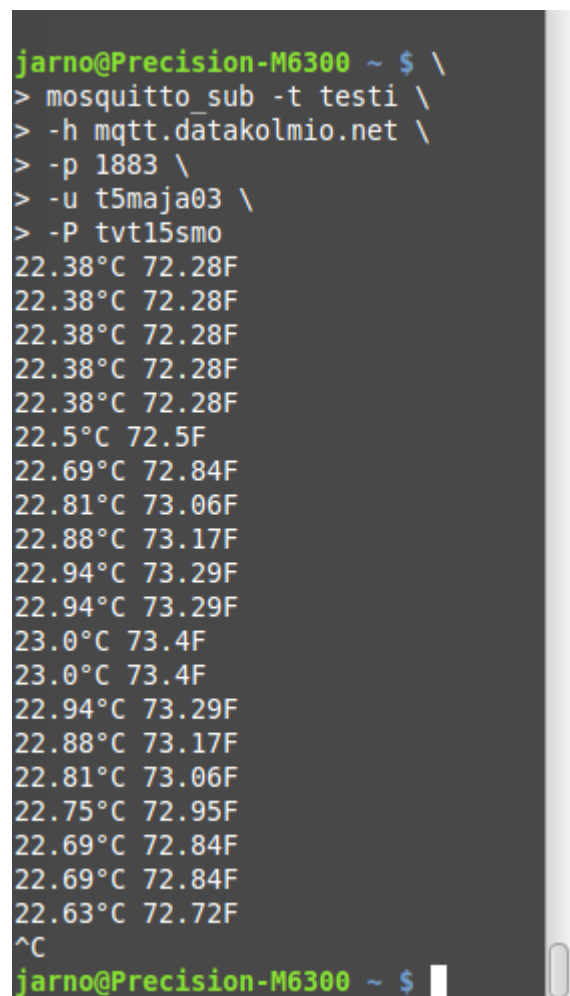 jarno@Precision-M6300 ~ $ \
> mosquitto_sub -t testi \
> -h mqtt.datakolmio.net \
> -p 1883 \
> -u t5maja03 \
> -P tvt15smo
22.38°C 72.28F
22.38°C 72.28F
22.38°C 72.28F
22.38°C 72.28F
22.38°C 72.28F
22.5°C 72.5F
22.69°C 72.84F
22.81°C 73.06F
22.88°C 73.17F
22.94°C 73.29F
22.94°C 73.29F
23.0°C 73.4F
23.0°C 73.4F
22.94°C 73.29F
22.88°C 73.17F
22.81°C 73.06F
22.75°C 72.95F
22.69°C 72.84F
22.69°C 72.84F
22.63°C 72.72F
^C
jarno@Precision-M6300 ~ $